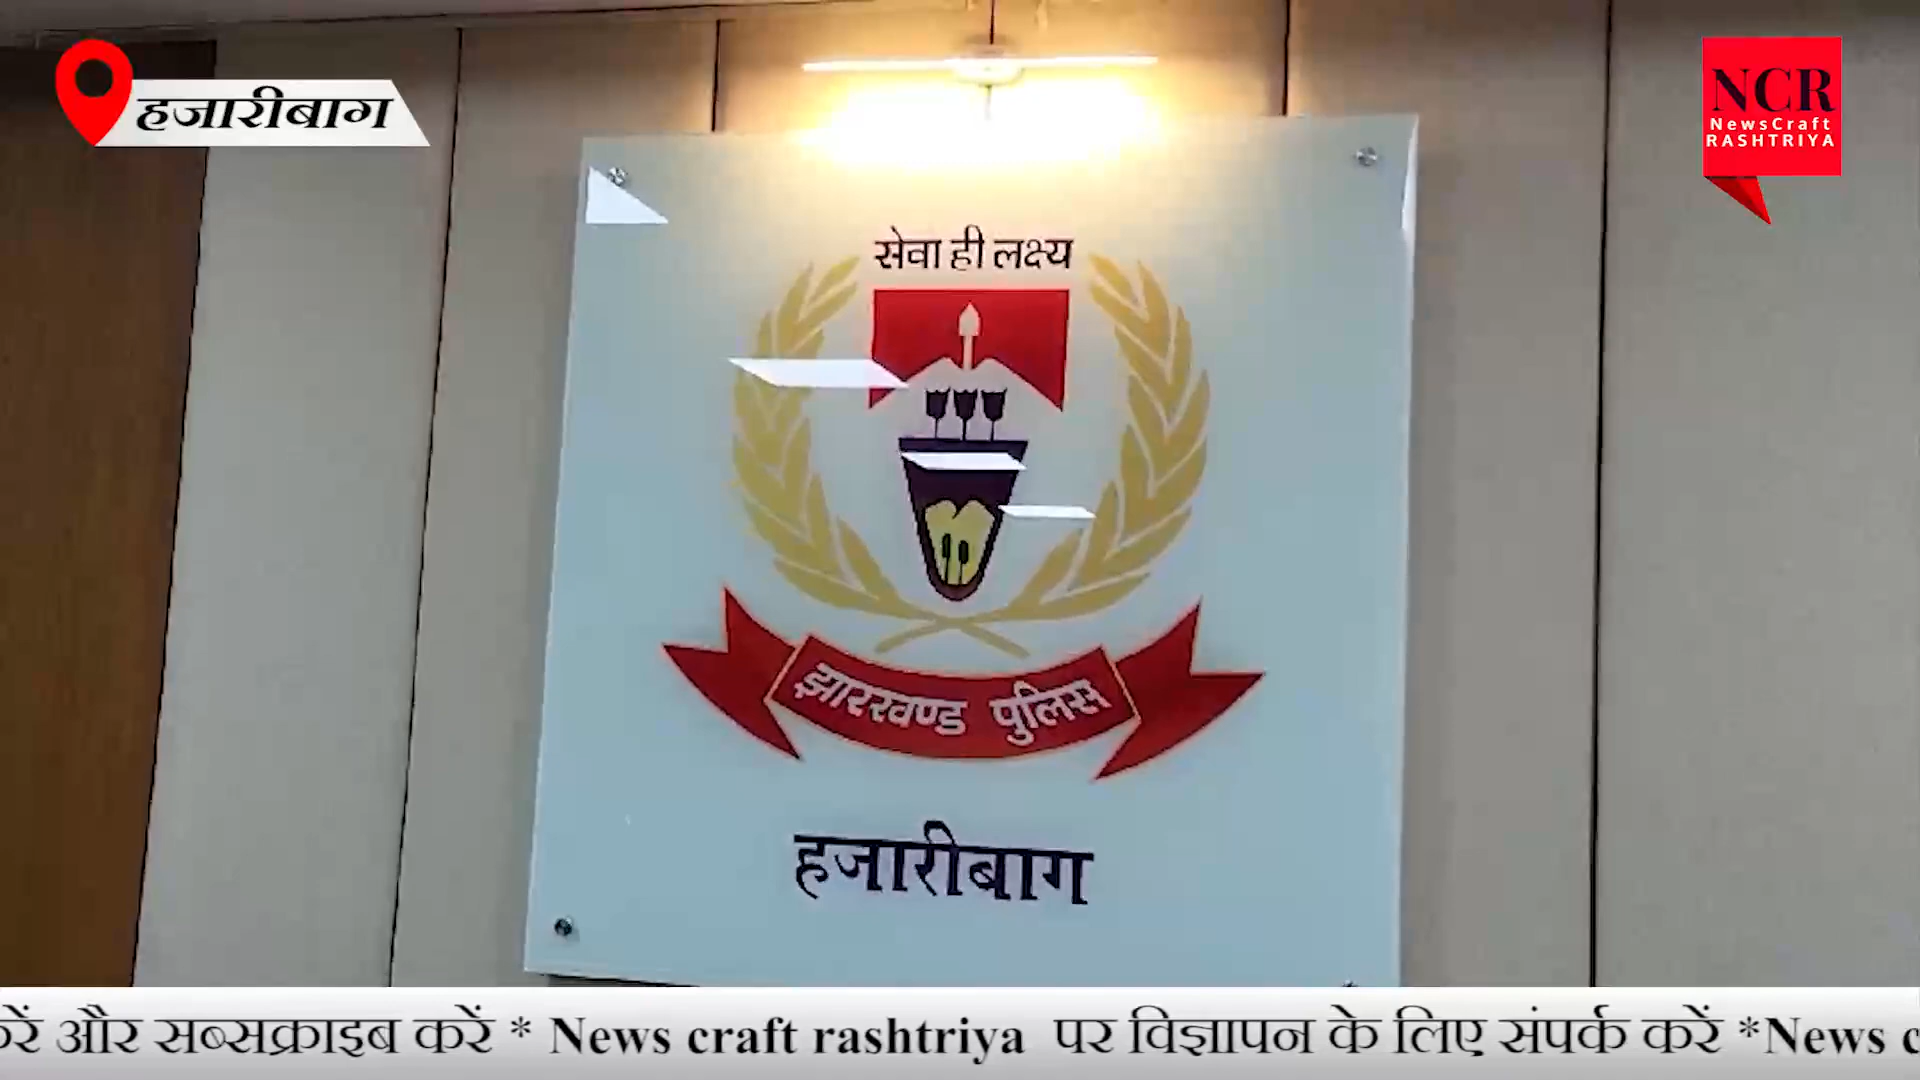 हजारीबाग
NCR
NewsCraft
RASHTRIYA
सेवा ही लक्ष्य
झारखण्ड पुलिस
हजारीबाग
और सब्सक्राइब करें * News craft rashtriya पर विज्ञापन के लिए संपर्क करें *News